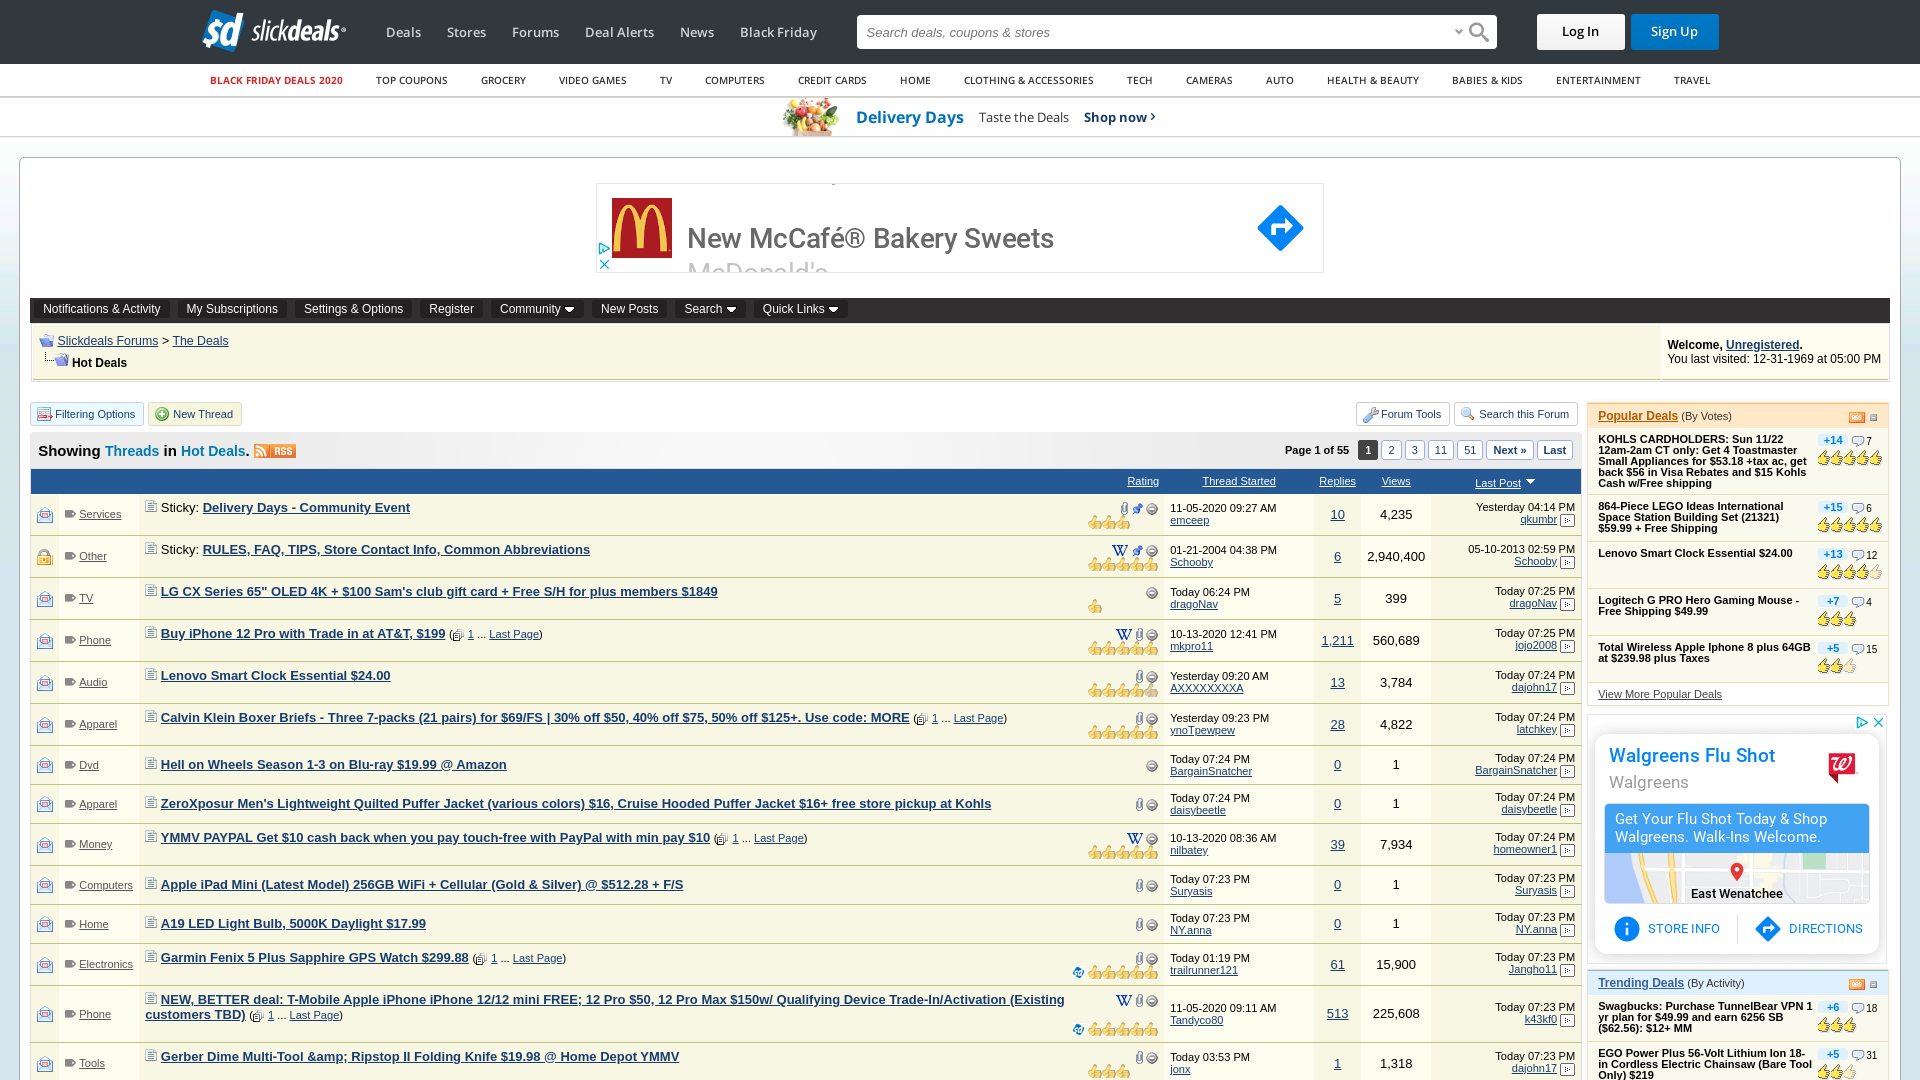 slickdeals
Deals
Stores
Forums
Deal Alerts
News
Black Friday
Search deals, coupons & stores
Log In
Sign Up
BLACK FRIDAY DEALS 2020
TOP COUPONS
GROCERY
VIDEO GAMES
TV
COMPUTERS
CREDIT CARDS
HOME
CLOTHING & ACCESSORIES
TECH
CAMERAS
AUTO
HEALTH & BEAUTY
BABIES & KIDS
ENTERTAINMENT
TRAVEL
Delivery Days Taste the Deals Shop now ›
New McCafé® Bakery Sweets
McDonald's
Notifications & Activity
My Subscriptions
Settings & Options
Register
Community
New Posts
Search
Quick Links
Slickdeals Forums > The Deals
Hot Deals
Welcome, Unregistered.
You last visited: 12-31-1969 at 05:00 PM
Filtering Options
New Thread
Forum Tools
Search this Forum
Showing Threads in Hot Deals. RSS
Page 1 of 55 1 2 3 11 51 Next » Last
Rating Thread Started Replies Views Last Post
Services
Sticky: Delivery Days - Community Event
11-05-2020 09:27 AM
emceep
10
4,235
Yesterday 04:14 PM
qkumbr
Other
Sticky: RULES, FAQ, TIPS, Store Contact Info, Common Abbreviations
01-21-2004 04:38 PM
Schooby
6
2,940,400
05-10-2013 02:59 PM
Schooby
TV
LG CX Series 65" OLED 4K + $100 Sam's club gift card + Free S/H for plus members $1849
Today 06:24 PM
dragoNav
5
399
Today 07:25 PM
dragoNav
Phone
Buy iPhone 12 Pro with Trade in at AT&T, $199 ( 1 ... Last Page)
10-13-2020 12:41 PM
mkpro11
1,211
560,689
Today 07:25 PM
jojo2008
Audio
Lenovo Smart Clock Essential $24.00
Yesterday 09:20 AM
AXXXXXXXXA
13
3,784
Today 07:24 PM
dajohn17
Apparel
Calvin Klein Boxer Briefs - Three 7-packs (21 pairs) for $69/FS | 30% off $50, 40% off $75, 50% off $125+. Use code: MORE ( 1 ... Last Page)
Yesterday 09:23 PM
ynoTpewpew
28
4,822
Today 07:24 PM
latchkey
Dvd
Hell on Wheels Season 1-3 on Blu-ray $19.99 @ Amazon
Today 07:24 PM
BargainSnatcher
0
1
Today 07:24 PM
BargainSnatcher
Apparel
ZeroXposur Men's Lightweight Quilted Puffer Jacket (various colors) $16, Cruise Hooded Puffer Jacket $16+ free store pickup at Kohls
Today 07:24 PM
daisybeetle
0
1
Today 07:24 PM
daisybeetle
Money
YMMV PAYPAL Get $10 cash back when you pay touch-free with PayPal with min pay $10 ( 1 ... Last Page)
10-13-2020 08:36 AM
nilbatey
39
7,934
Today 07:24 PM
homeowner1
Computers
Apple iPad Mini (Latest Model) 256GB WiFi + Cellular (Gold & Silver) @ $512.28 + F/S
Today 07:23 PM
Suryasis
0
1
Today 07:23 PM
Suryasis
Home
A19 LED Light Bulb, 5000K Daylight $17.99
Today 07:23 PM
NY.anna
0
1
Today 07:23 PM
NY.anna
Electronics
Garmin Fenix 5 Plus Sapphire GPS Watch $299.88 ( 1 ... Last Page)
Today 01:19 PM
trailrunner121
61
15,900
Today 07:23 PM
Jangho11
Phone
NEW, BETTER deal: T-Mobile Apple iPhone iPhone 12/12 mini FREE; 12 Pro $50, 12 Pro Max $150w/ Qualifying Device Trade-In/Activation (Existing
customers TBD) ( 1 ... Last Page)
11-05-2020 09:11 AM
Tandyco80
513
225,608
Today 07:23 PM
k43kf0
Tools
Gerber Dime Multi-Tool &amp; Ripstop II Folding Knife $19.98 @ Home Depot YMMV
Today 03:53 PM
jonx
1
1,318
Today 07:23 PM
dajohn17
Popular Deals (By Votes)
KOHLS CARDHOLDERS: Sun 11/22
12am-2am CT only: Get 4 Toastmaster
Small Appliances for $53.18 +tax ac, get
back $56 in Visa Rebates and $15 Kohls
Cash w/Free shipping
+14 7
864-Piece LEGO Ideas International
Space Station Building Set (21321)
$59.99 + Free Shipping
+15 6
Lenovo Smart Clock Essential $24.00
+13 12
Logitech G PRO Hero Gaming Mouse -
Free Shipping $49.99
+7 4
Total Wireless Apple Iphone 8 plus 64GB
at $239.98 plus Taxes
+5 15
View More Popular Deals
Walgreens Flu Shot
Walgreens
Get Your Flu Shot Today & Shop
Walgreens. Walk-Ins Welcome.
East Wenatchee
STORE INFO
DIRECTIONS
Trending Deals (By Activity)
Swagbucks: Purchase TunnelBear VPN 1
yr plan for $49.99 and earn 6256 SB
($62.56): $12+ MM
+6 18
EGO Power Plus 56-Volt Lithium Ion 18-
in Cordless Electric Chainsaw (Bare Tool
Only) $219
+5 31